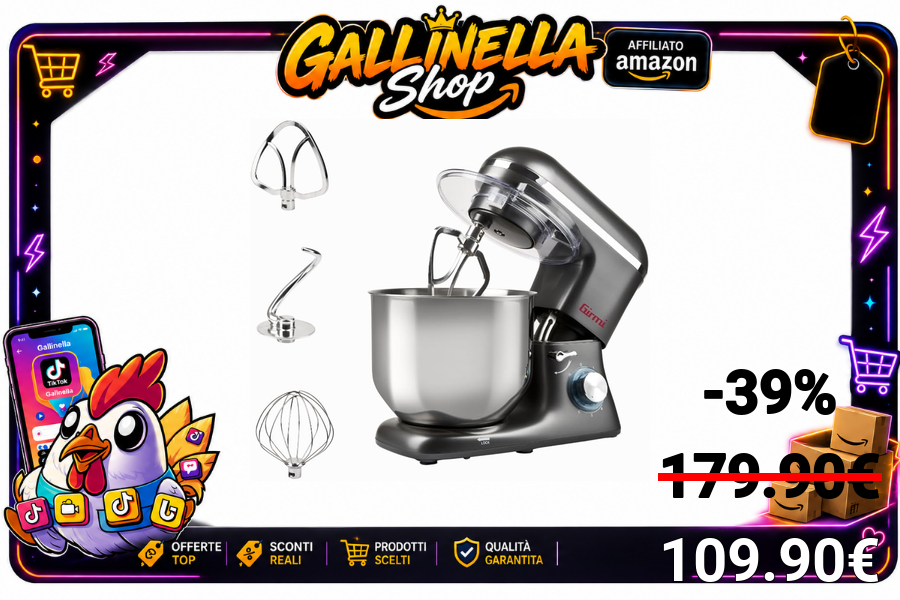 GALLINELLA
Shop
AFFILIATO
amazon
Gallinella
TikTok
Gallinella
Girmi
LOCK
-39%
179.90€
109.90€
OFFERTE
TOP
SCONTI
REALI
PRODOTTI
SCELTI
QUALITÀ
GARANTITA